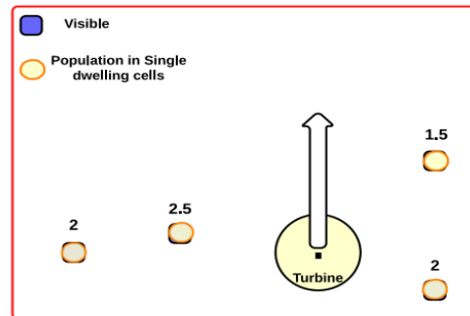 Visible
Population in Single
dwelling cells
1.5
2.5
2
2
Turbine